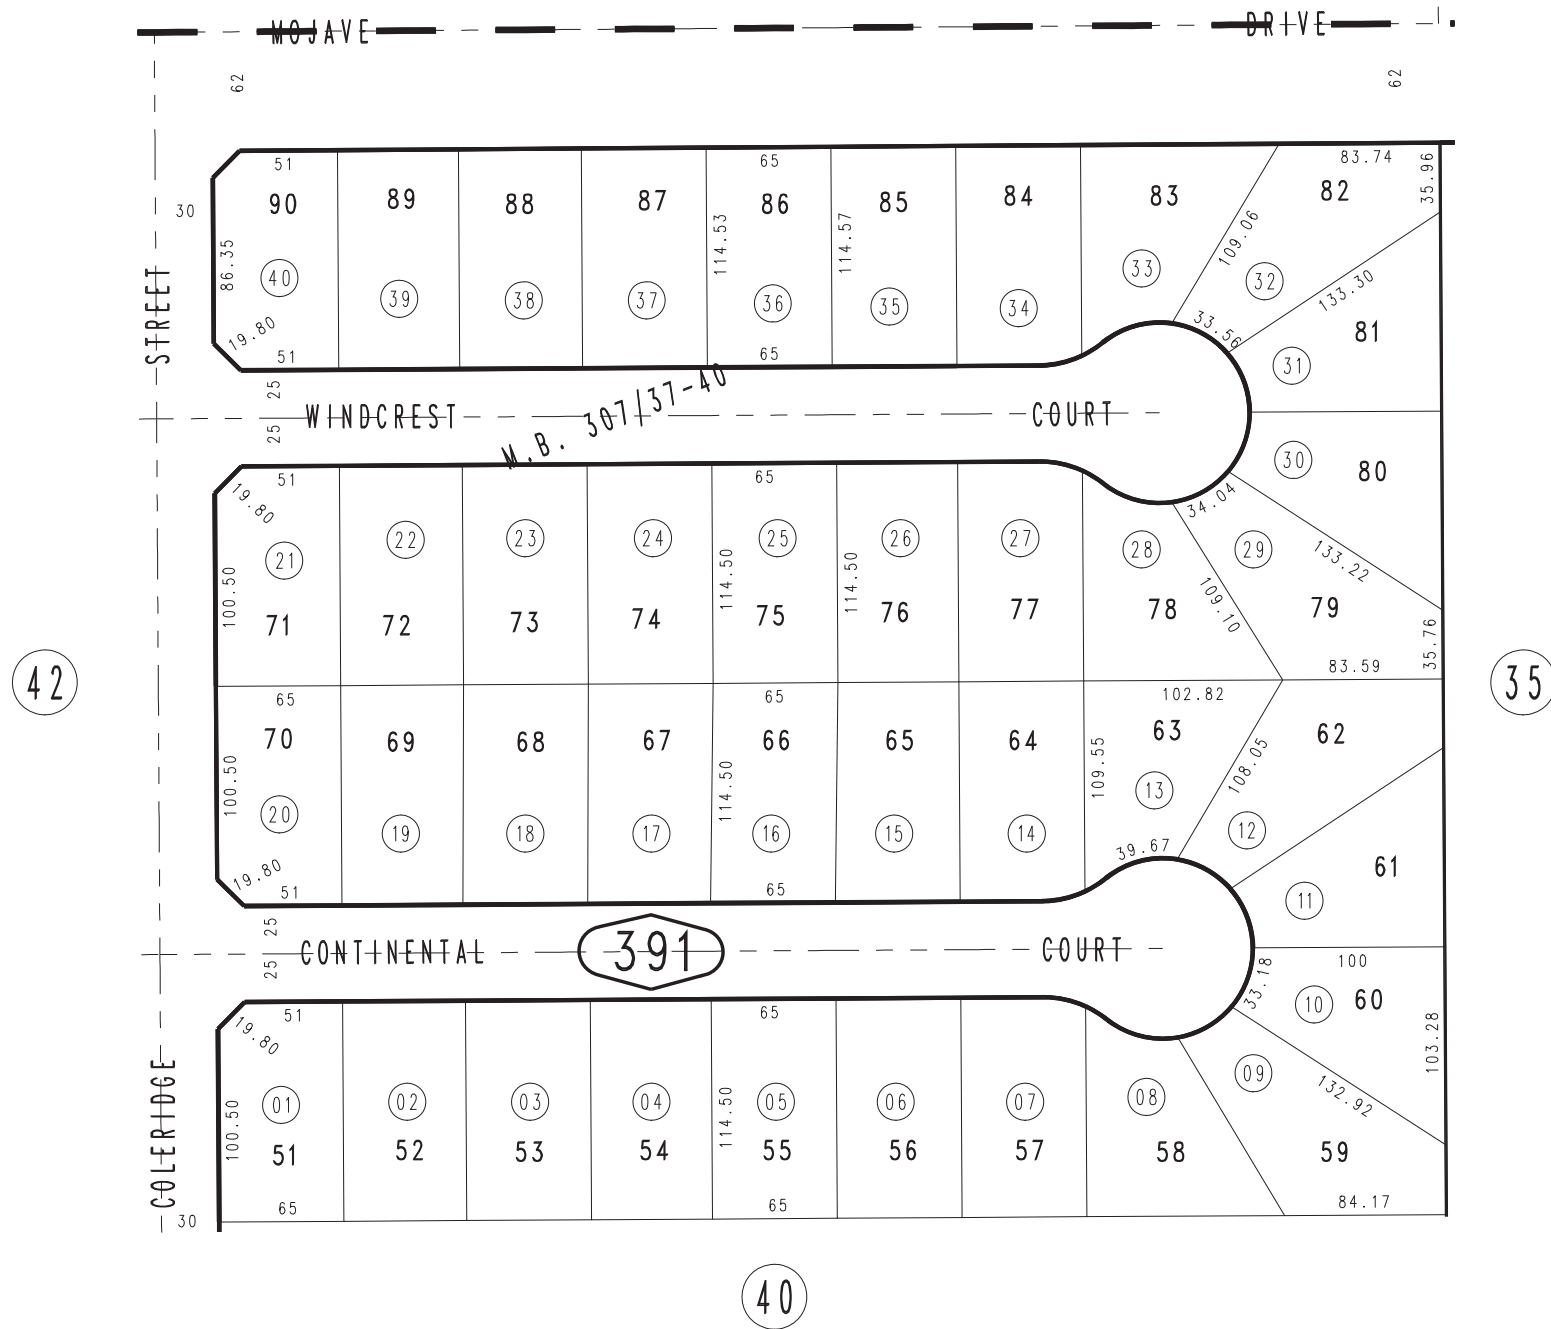 MOJAVE DRIVE
62 62
51 65 83.74 35.96
90 89 88 87 86 85 84 83 82
30 86.35 114.53 114.57 109.06 133.30
40 39 38 37 36 35 34 33 32
19.80 33.56 81
51 65 31
STREET
25
WINDCREST COURT
M.B. 307/37-40
25
51 65 30 80
19.80 34.04
21 22 23 24 25 26 27 28 29
100.50 114.50 114.50 109.10 133.22
71 72 73 74 75 76 77 78 79
35.76
83.59
42 35
65 65 102.82
70 69 68 67 66 65 64 63 62
100.50 114.50 109.55 108.05
20 19 18 17 16 15 14 13 12
19.80 39.67 61
51 65 11
25
CONTINENTAL 391 COURT
25
100
33.18 10 60
51 65
19.80 103.28
COLERIDGE
01 02 03 04 05 06 07 08 09
100.50 114.50 132.92
51 52 53 54 55 56 57 58 59
65 65 84.17
30
40